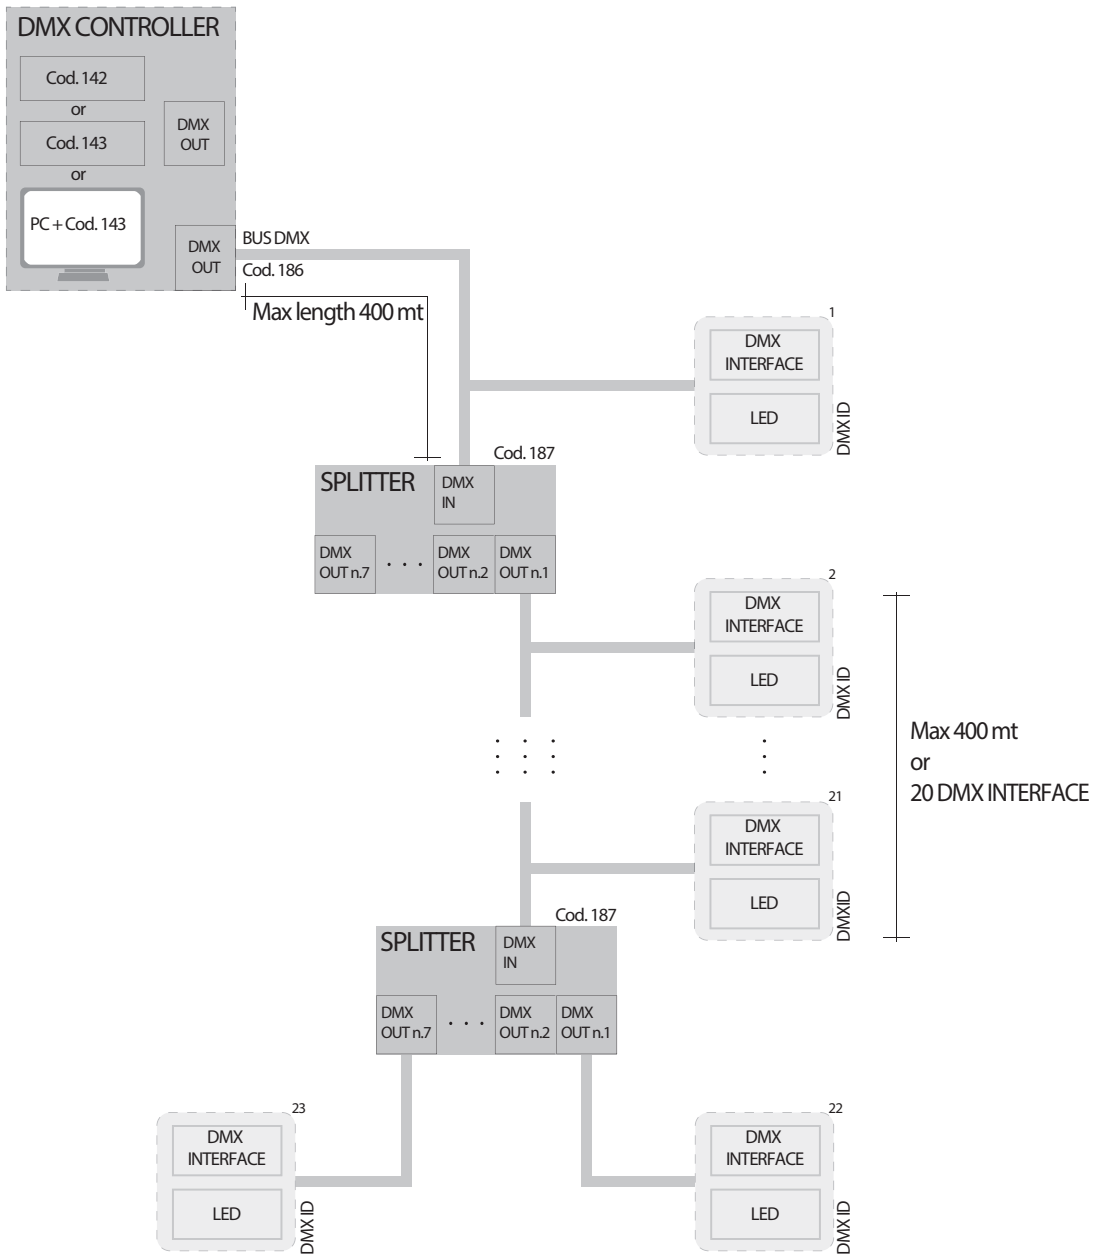 DMX CONTROLLER
Cod. 142
or
Cod. 143
or
PC + Cod. 143
DMX
OUT
DMX
OUT
BUS DMX
Cod. 186
Max length 400 mt
1
DMX
INTERFACE
LED
DMX ID
Cod. 187
SPLITTER
DMX
IN
DMX
OUT n.7
. . .
DMX
OUT n.2
DMX
OUT n.1
2
DMX
INTERFACE
LED
DMX ID
Max 400 mt
or
20 DMX INTERFACE
21
DMX
INTERFACE
LED
DMXID
Cod. 187
SPLITTER
DMX
IN
DMX
OUT n.7
. . .
DMX
OUT n.2
DMX
OUT n.1
23
DMX
INTERFACE
LED
DMX ID
22
DMX
INTERFACE
LED
DMX ID